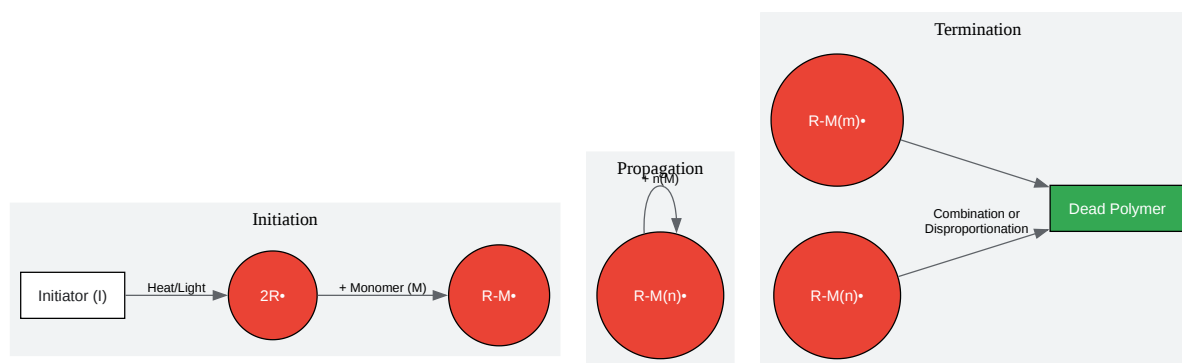 Initiation
Initiator (I)
Heat/Light
2R•
+ Monomer (M)
R-M•
Propagation
+ n(M)
R-M(n)•
Termination
R-M(m)•
R-M(n)•
Combination or
Disproportionation
Dead Polymer